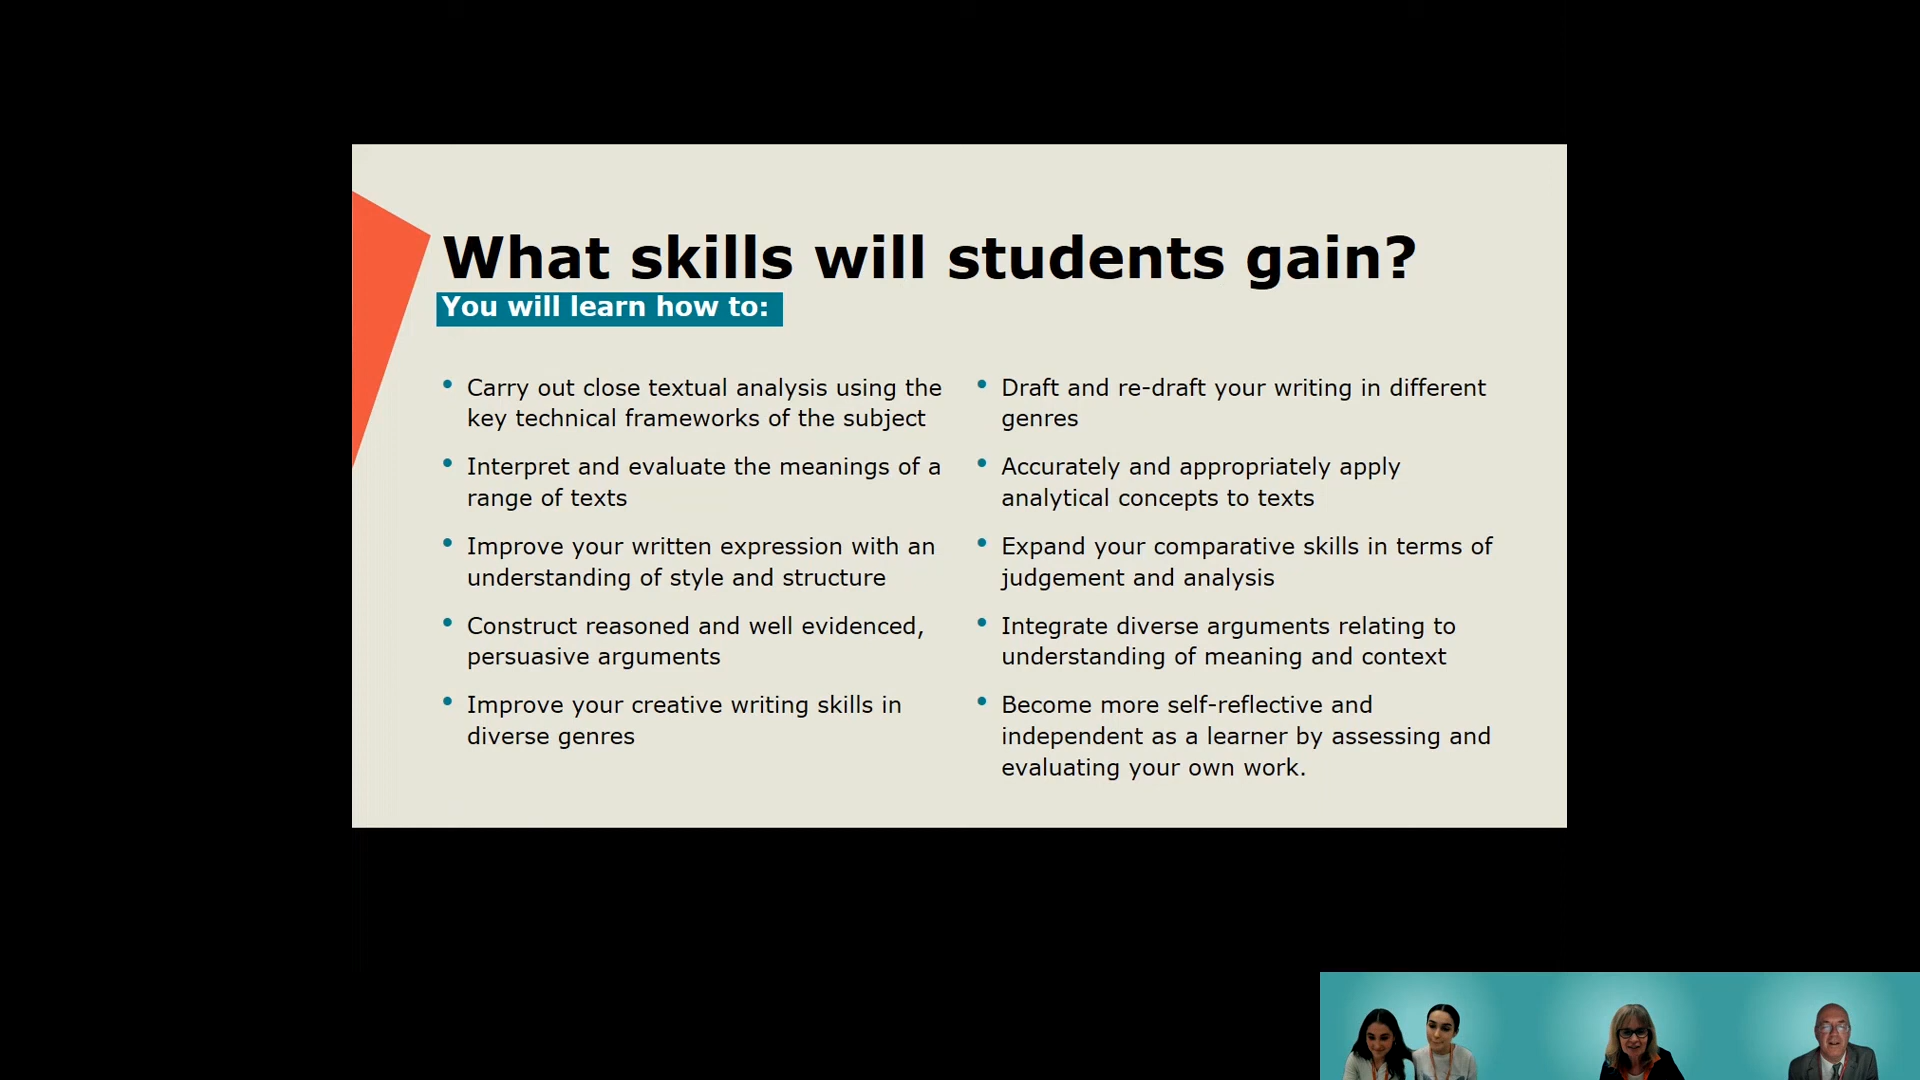 What skills will students gain?
You will learn how to:
• Carry out close textual analysis using the
key technical frameworks of the subject
• Interpret and evaluate the meanings of a
range of texts
• Improve your written expression with an
understanding of style and structure
• Construct reasoned and well evidenced,
persuasive arguments
• Improve your creative writing skills in
diverse genres
• Draft and re-draft your writing in different
genres
• Accurately and appropriately apply
analytical concepts to texts
• Expand your comparative skills in terms of
judgement and analysis
• Integrate diverse arguments relating to
understanding of meaning and context
• Become more self-reflective and
independent as a learner by assessing and
evaluating your own work.